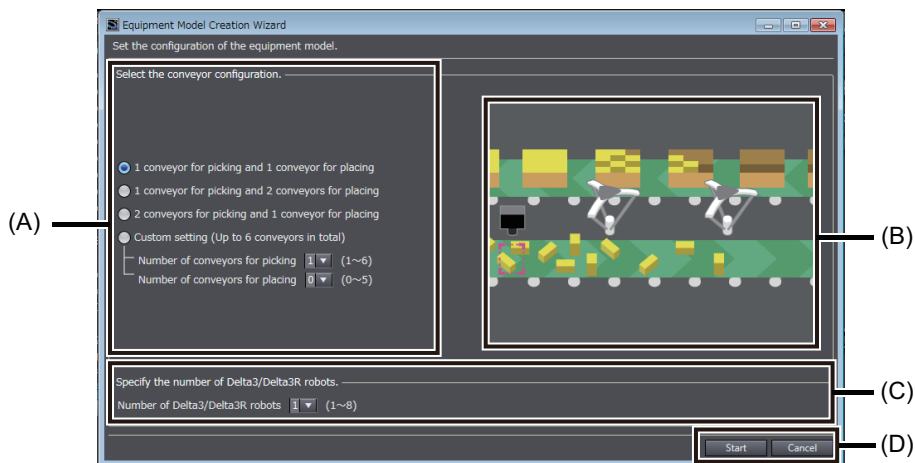 Equipment Model Creation Wizard
Set the configuration of the equipment model.
Select the conveyor configuration.
1 conveyor for picking and 1 conveyor for placing
1 conveyor for picking and 2 conveyors for placing
2 conveyors for picking and 1 conveyor for placing
Custom setting (Up to 6 conveyors in total)
Number of conveyors for picking 1 (1~6)
Number of conveyors for placing 0 (0~5)
(A)
(B)
Specify the number of Delta3/Delta3R robots.
Number of Delta3/Delta3R robots 1 (1~8)
(C)
Start Cancel
(D)